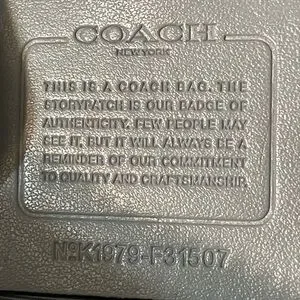 COACH
NEW YORK
THIS IS A COACH BAG. THE
STORYPATCH IS OUR BADGE OF
AUTHENTICITY. FEW PEOPLE MAY
SEE IT, BUT IT WILL ALWAYS BE A
REMINDER OF OUR COMMITMENT
TO QUALITY AND CRAFTSMANSHIP.
NºK1979-F31507